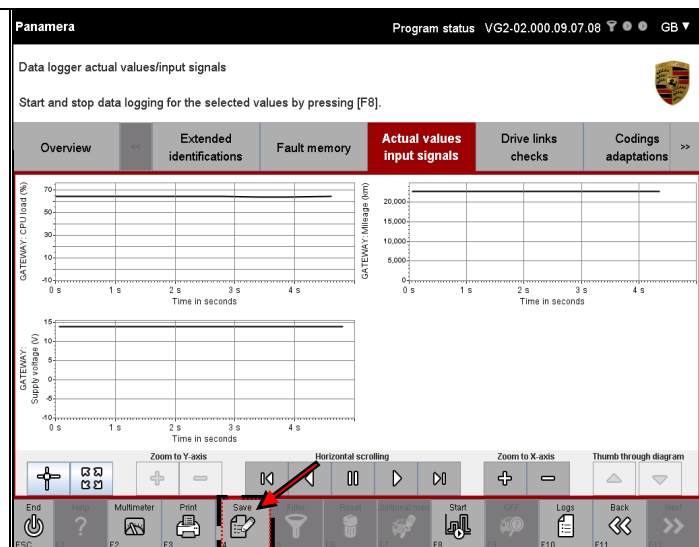 Panamera
Program status VG2-02.000.09.07.08 GB
Data logger actual values/input signals
Start and stop data logging for the selected values by pressing [F8].
Overview
<<
Extended
identifications
Fault memory
Actual values
input signals
Drive links
checks
Codings
adaptations
>>
GATEWAY: CPU load (%)
70
50
30
10
-10
0 s 1 s 2 s 3 s 4 s
Time in seconds
GATEWAY: Mileage (km)
20,000
15,000
10,000
5,000
0
0 s 1 s 2 s 3 s 4 s
Time in seconds
GATEWAY:
Supply voltage (V)
15
10
5
0
-10
0 s 1 s 2 s 3 s 4 s
Time in seconds
Zoom to Y-axis
Horizontal scrolling
Zoom to X-axis
Thumb through diagram
End
ESC
Help
F1
Multimeter
F2
Print
F3
Save
Filter
Reset
Start
F8
OFF
Logs
F10
Back
F11
Next